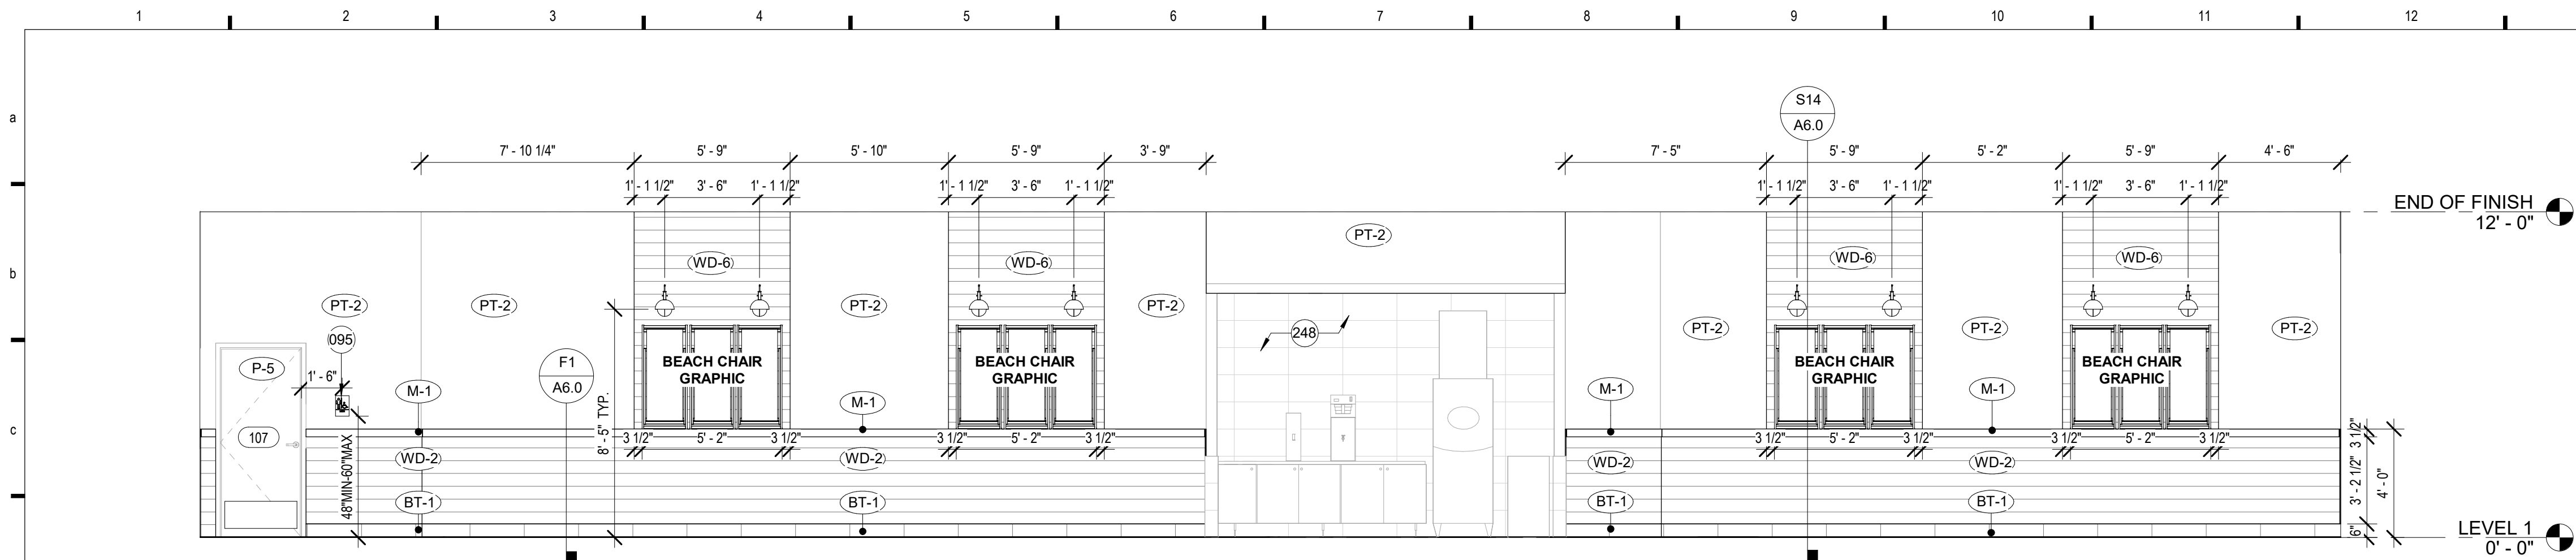 1 2 3 4 5 6 7 8 9 10 11 12
a
S14
A6.0
7' - 10 1/4" 5' - 9" 5' - 10" 5' - 9" 3' - 9" 7' - 5" 5' - 9" 5' - 2" 5' - 9" 4' - 6"
1' - 1 1/2" 3' - 6" 1' - 1 1/2" 1' - 1 1/2" 3' - 6" 1' - 1 1/2" 1' - 1 1/2" 3' - 6" 1' - 1 1/2" 1' - 1 1/2" 3' - 6" 1' - 1 1/2"
END OF FINISH
12' - 0"
PT-2
b
WD-6 WD-6 WD-6 WD-6
PT-2 PT-2 PT-2 PT-2
PT-2 PT-2 PT-2
095 248
F1
A6.0
P-5
1' - 6"
BEACH CHAIR
GRAPHIC
BEACH CHAIR
GRAPHIC
BEACH CHAIR
GRAPHIC
BEACH CHAIR
GRAPHIC
M-1 M-1 M-1 M-1
8' - 5" TYP.
c
107
3 1/2" 5' - 2" 3 1/2" 3 1/2" 5' - 2" 3 1/2" 3 1/2" 5' - 2" 3 1/2" 3 1/2" 5' - 2" 3 1/2"
3 1/2"
48"MIN-60"MAX
WD-2 WD-2 WD-2 WD-2
3' - 2 1/2"
4' - 0"
BT-1 BT-1 BT-1 BT-1
6"
LEVEL 1
0' - 0"